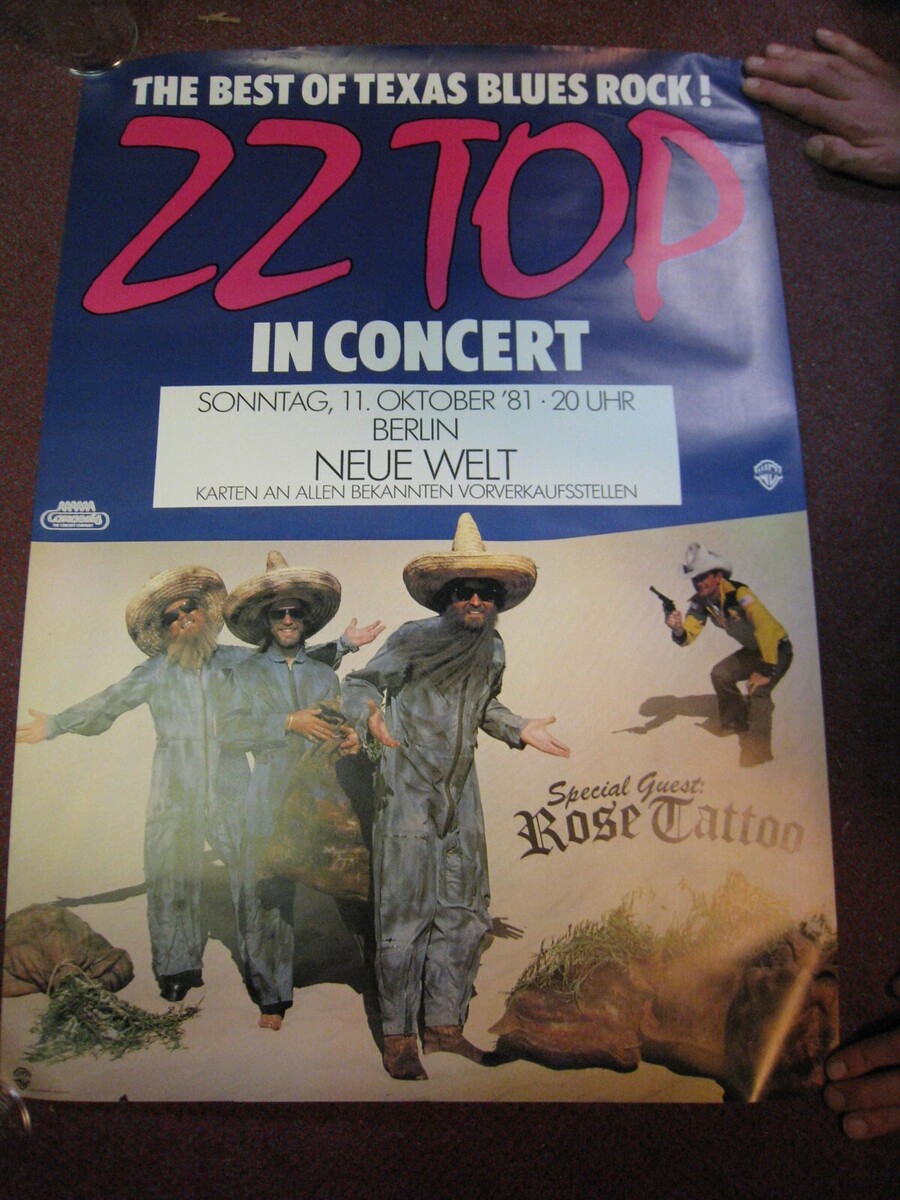 THE BEST OF TEXAS BLUES ROCK!
ZZ TOP
IN CONCERT
SONNTAG, 11. OKTOBER '81 · 20 UHR
BERLIN
NEUE WELT
KARTEN AN ALLEN BEKANNTEN VORVERKAUFSSTELLEN
Special Guest:
Rose Tattoo